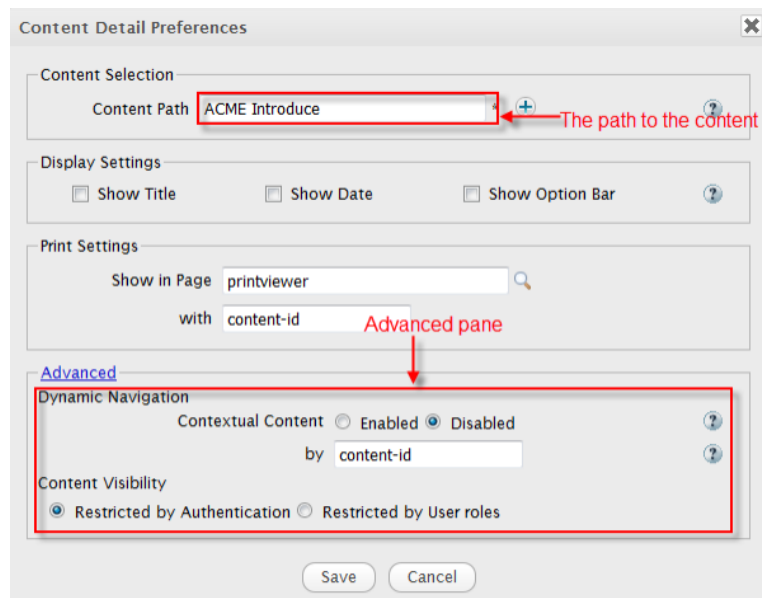 Content Detail Preferences
Content Selection
Content Path ACME Introduce * The path to the content
Display Settings
Show Title Show Date Show Option Bar
Print Settings
Show in Page printviewer
with content-id
Advanced pane
Advanced
Dynamic Navigation
Contextual Content Enabled Disabled
by content-id
Content Visibility
Restricted by Authentication Restricted by User roles
Save Cancel